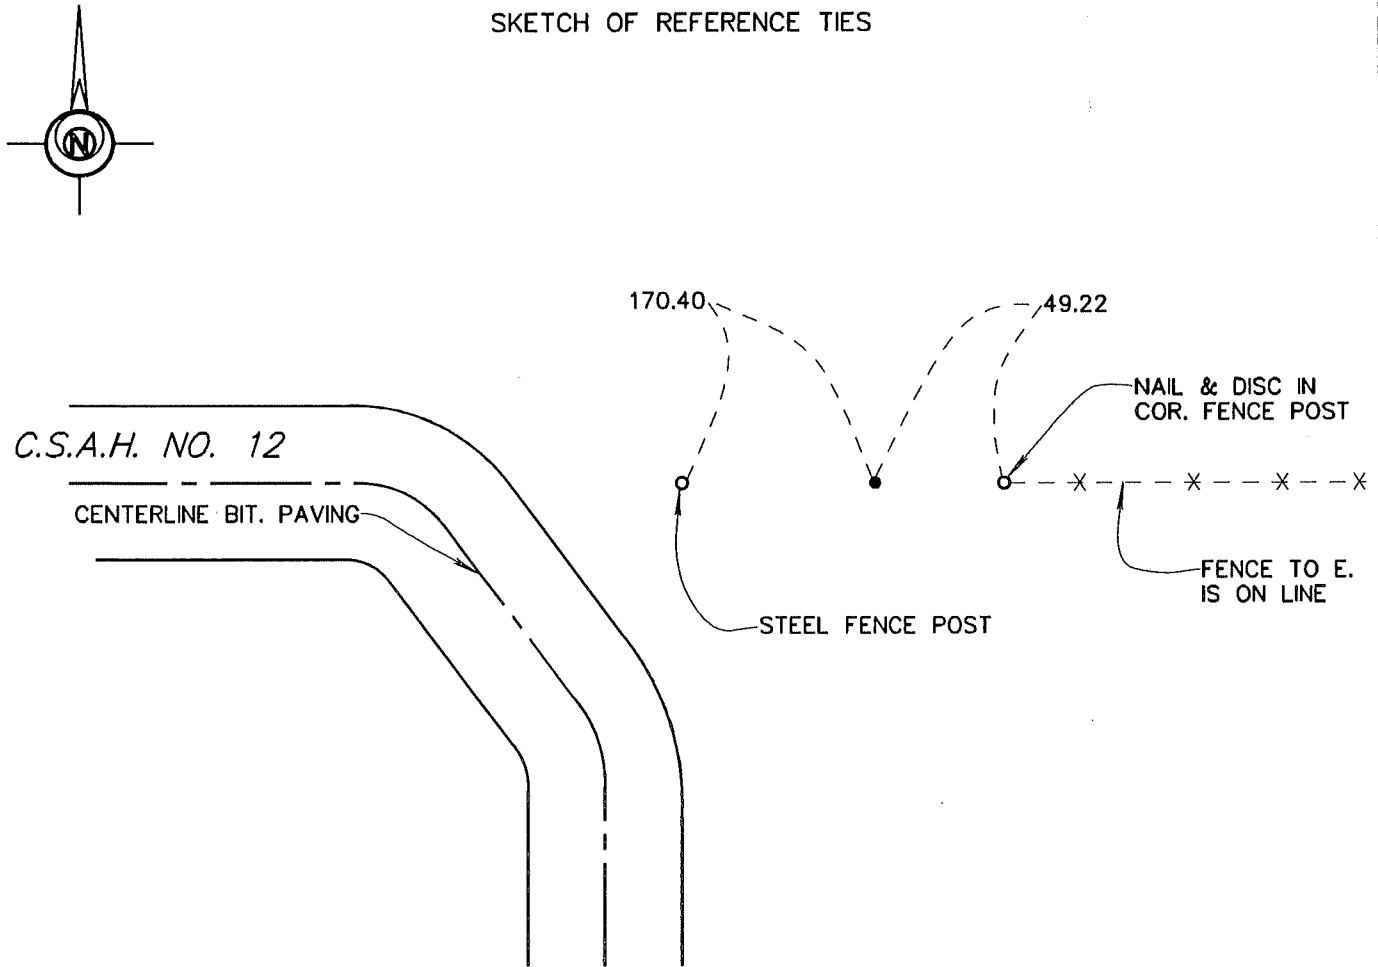 SKETCH OF REFERENCE TIES
N
170.40
49.22
NAIL & DISC IN
COR. FENCE POST
C.S.A.H. NO. 12
CENTERLINE BIT. PAVING
FENCE TO E.
IS ON LINE
STEEL FENCE POST